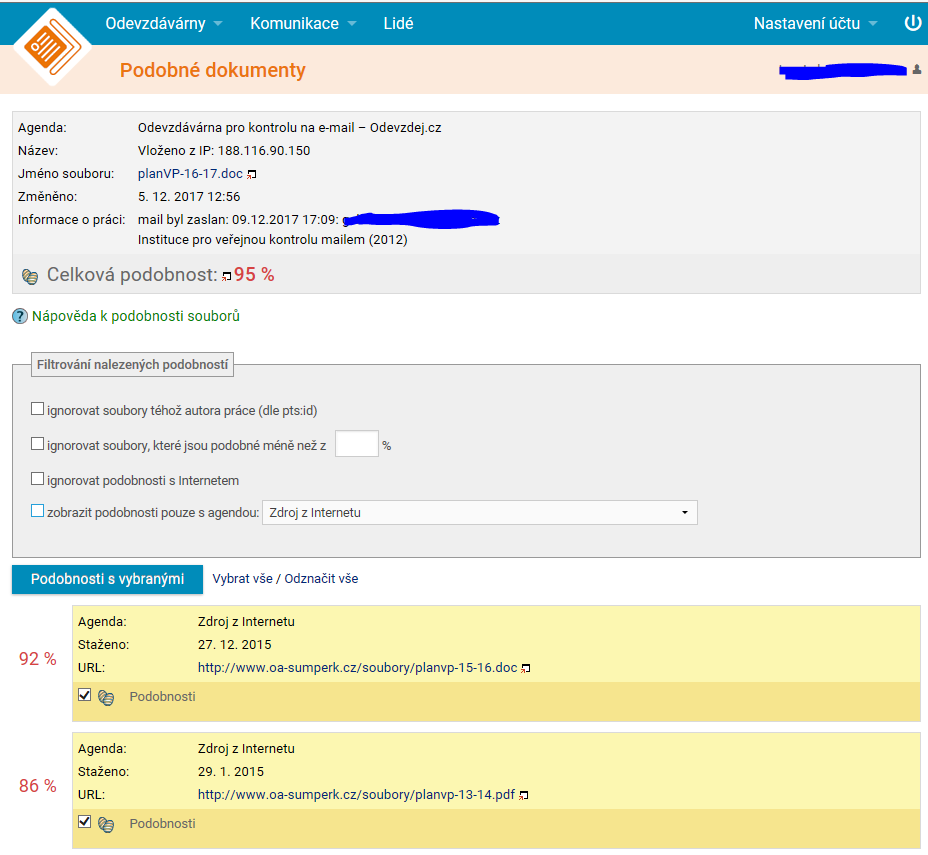 Odevzdávárny Komunikace Lidé Nastavení účtu
Podobné dokumenty
Agenda: Odevzdávárna pro kontrolu na e-mail – Odevzdej.cz
Název: Vloženo z IP: 188.116.90.150
Jméno souboru: planVP-16-17.doc
Změněno: 5. 12. 2017 12:56
Informace o práci: mail byl zaslan: 09.12.2017 17:09:
Instituce pro veřejnou kontrolu mailem (2012)
Celková podobnost: 95 %
? Nápověda k podobnosti souborů
Filtrování nalezených podobností
ignorovat soubory téhož autora práce (dle pts:id)
ignorovat soubory, které jsou podobné méně než z %
ignorovat podobnosti s Internetem
zobrazit podobnosti pouze s agendou: Zdroj z Internetu
Podobnosti s vybranými Vybrat vše / Odznačit vše
Agenda: Zdroj z Internetu
Staženo: 27. 12. 2015
92 %
URL: http://www.oa-sumperk.cz/soubory/planvp-15-16.doc
Podobnosti
Agenda: Zdroj z Internetu
Staženo: 29. 1. 2015
86 %
URL: http://www.oa-sumperk.cz/soubory/planvp-13-14.pdf
Podobnosti